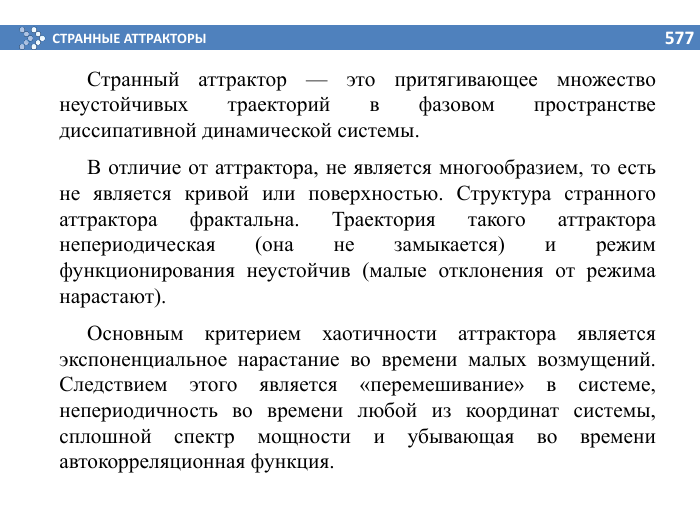 СТРАННЫЕ АТТРАКТОРЫ 577
Странный аттрактор — это притягивающее множество
неустойчивых траекторий в фазовом пространстве
диссипативной динамической системы.
В отличие от аттрактора, не является многообразием, то есть
не является кривой или поверхностью. Структура странного
аттрактора фрактальна. Траектория такого аттрактора
непериодическая (она не замыкается) и режим
функционирования неустойчив (малые отклонения от режима
нарастают).
Основным критерием хаотичности аттрактора является
экспоненциальное нарастание во времени малых возмущений.
Следствием этого является «перемешивание» в системе,
непериодичность во времени любой из координат системы,
сплошной спектр мощности и убывающая во времени
автокорреляционная функция.